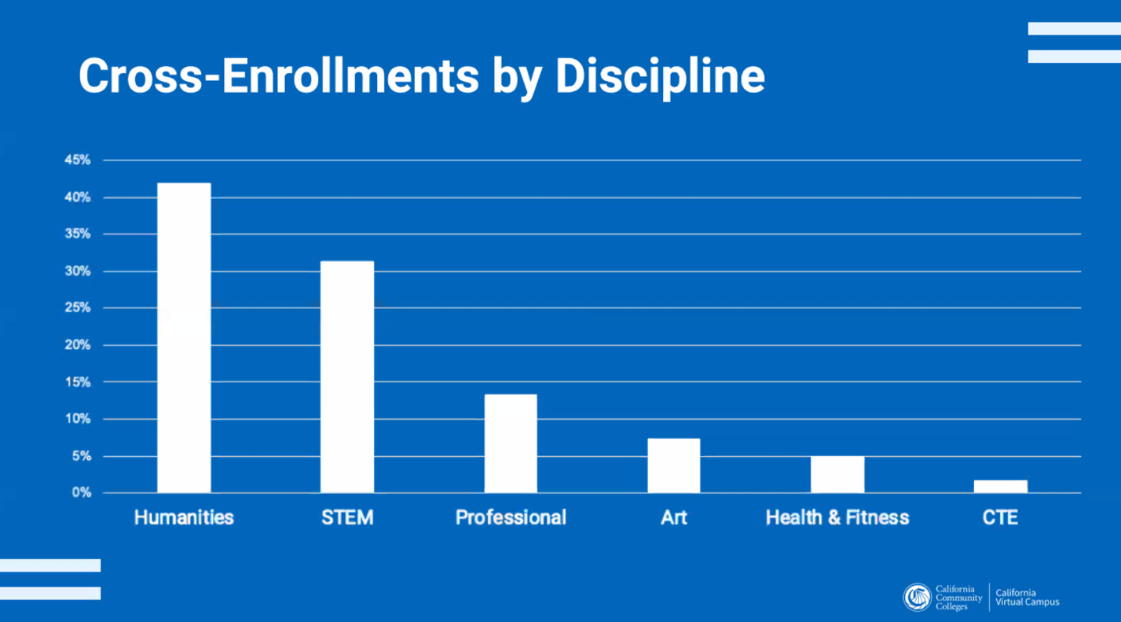 Cross-Enrollments by Discipline
45%
40%
35%
30%
25%
20%
15%
10%
5%
0%
Humanities STEM Professional Art Health & Fitness CTE
California
Community
Colleges
California
Virtual Campus